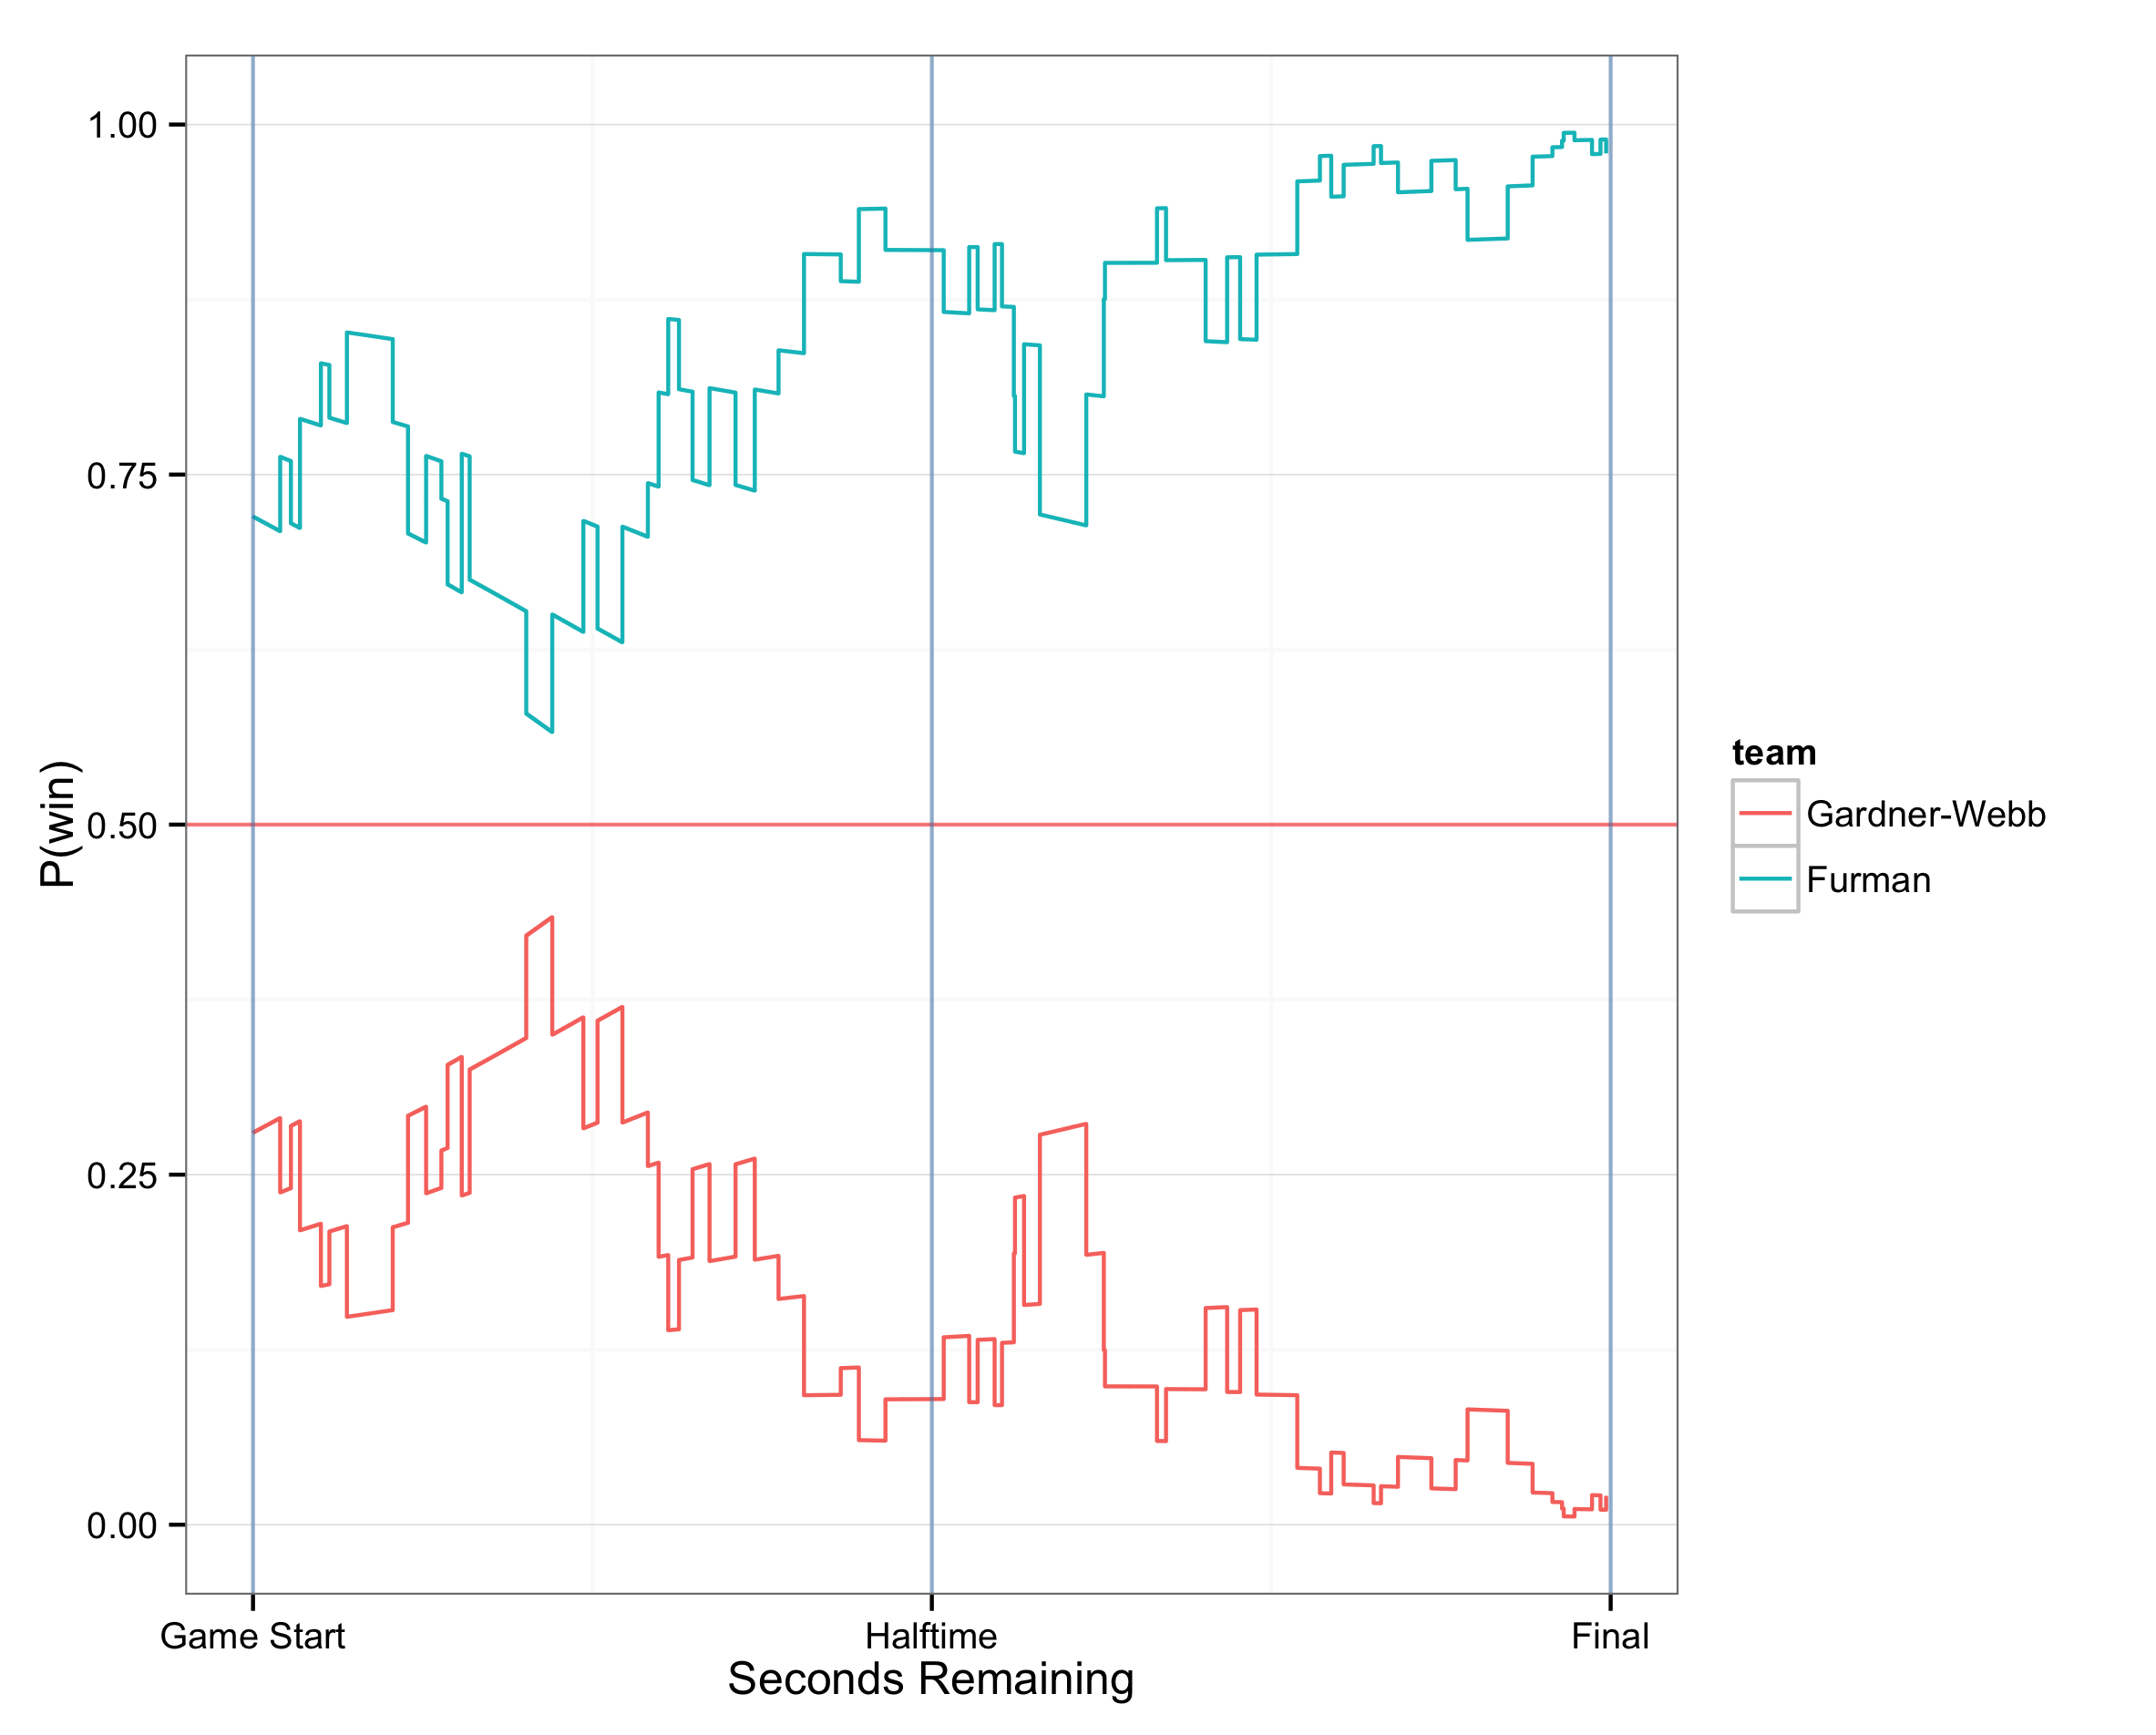 1.00
0.75
0.50
0.25
0.00
P(win)
Game Start
Halftime
Final
Seconds Remaining
team
Gardner-Webb
Furman